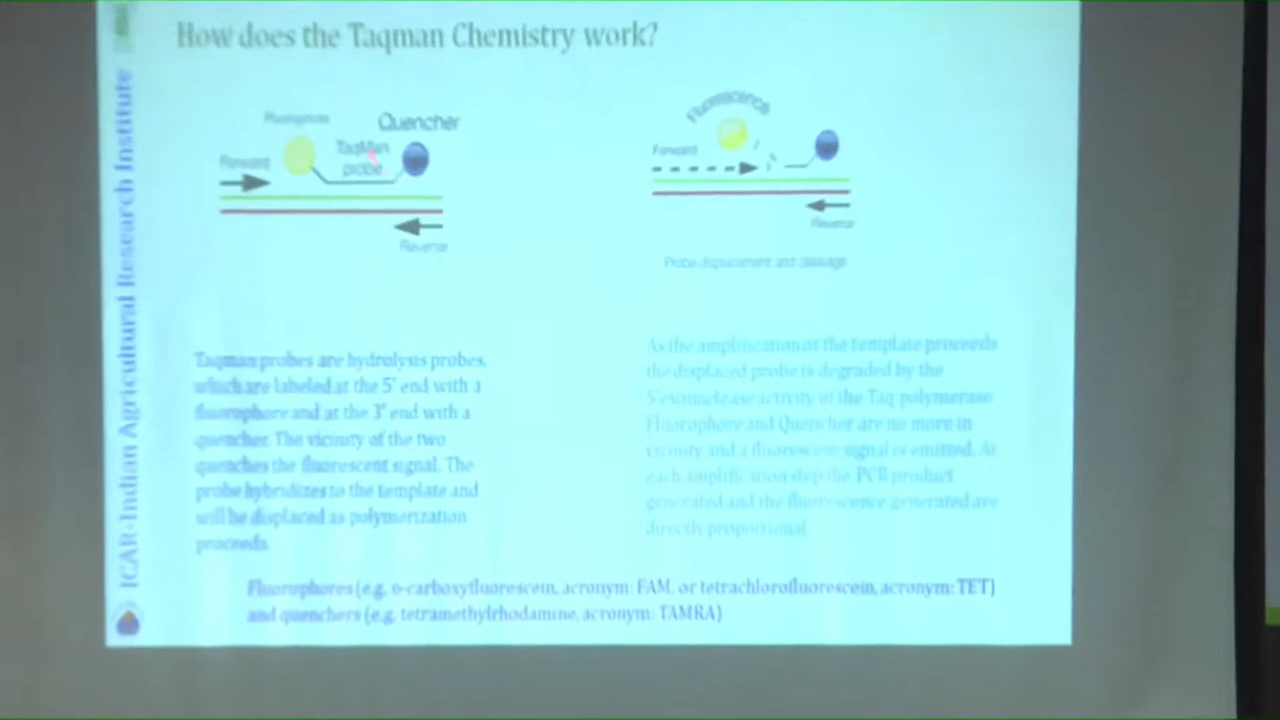 How does the Taqman Chemistry work?
ICAR-Indian Agricultural Research Institute
Fluorophore
Quencher
TaqMan
probe
Forward
Reverse
Fluorescence
Forward
Reverse
Probe displacement and cleavage
Taqman probes are hydrolysis probes,
which are labeled at the 5' end with a
fluorophore and at the 3' end with a
quencher. The vicinity of the two
quenches the fluorescent signal. The
probe hybridizes to the template and
will be displaced as polymerization
proceeds.
As the amplification of the template proceeds
the displaced probe is degraded by the
5'exonuclease activity of the Taq polymerase.
Fluorophore and Quencher are no more in
vicinity and a fluorescent signal is emitted. At
each amplification step the PCR product
generated and the fluorescence generated are
directly proportional
Fluorophores (e.g. 6-carboxyfluorescein, acronym: FAM, or tetrachlorofluorescein, acronym: TET)
and quenchers (e.g. tetramethylrhodamine, acronym: TAMRA)